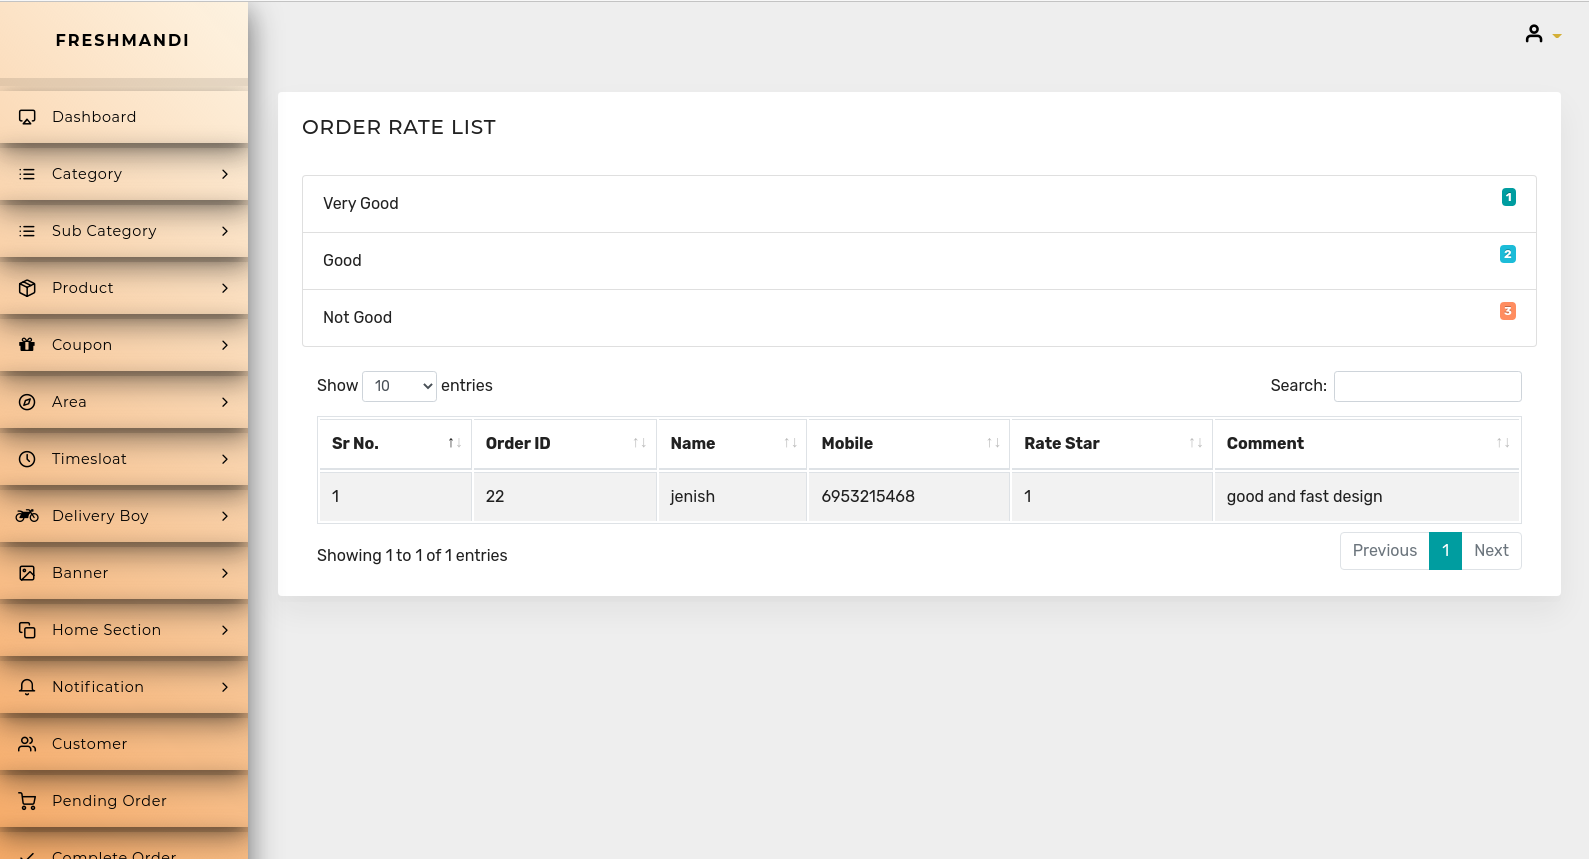 FRESHMANDI
Dashboard
Category
Sub Category
Product
Coupon
Area
Timesloat
Delivery Boy
Banner
Home Section
Notification
Customer
Pending Order
Complete Order
ORDER RATE LIST
Very Good 1
Good 2
Not Good 3
Show 10 entries Search:
Sr No. Order ID Name Mobile Rate Star Comment
1 22 jenish 6953215468 1 good and fast design
Showing 1 to 1 of 1 entries Previous 1 Next